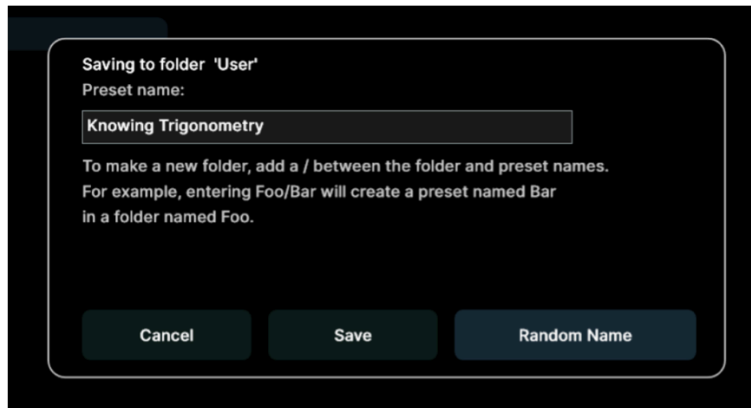 Saving to folder 'User'
Preset name:
Knowing Trigonometry
To make a new folder, add a / between the folder and preset names.
For example, entering Foo/Bar will create a preset named Bar
in a folder named Foo.
Cancel
Save
Random Name